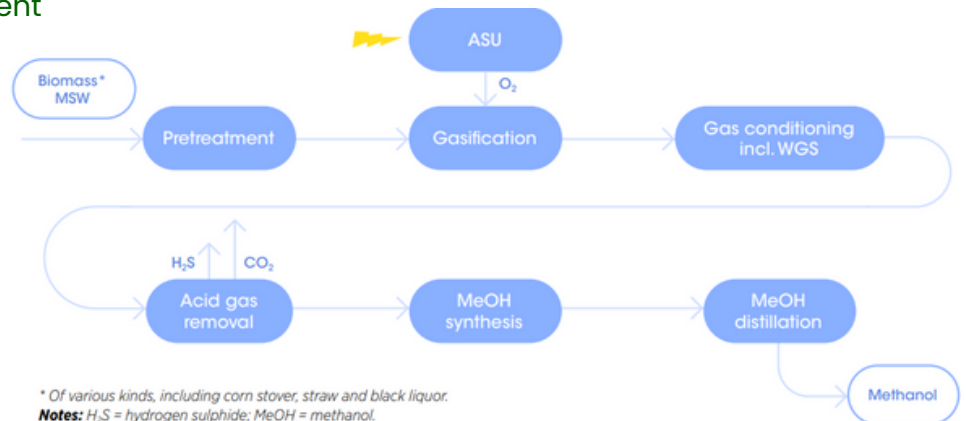 ASU
Biomass*
MSW
O₂
Pretreatment
Gasification
Gas conditioning
incl. WGS
H₂S
CO₂
Acid gas
removal
MeOH
synthesis
MeOH
distillation
Methanol
* Of various kinds, including corn stover, straw and black liquor.
Notes: H₂S = hydrogen sulphide; MeOH = methanol.